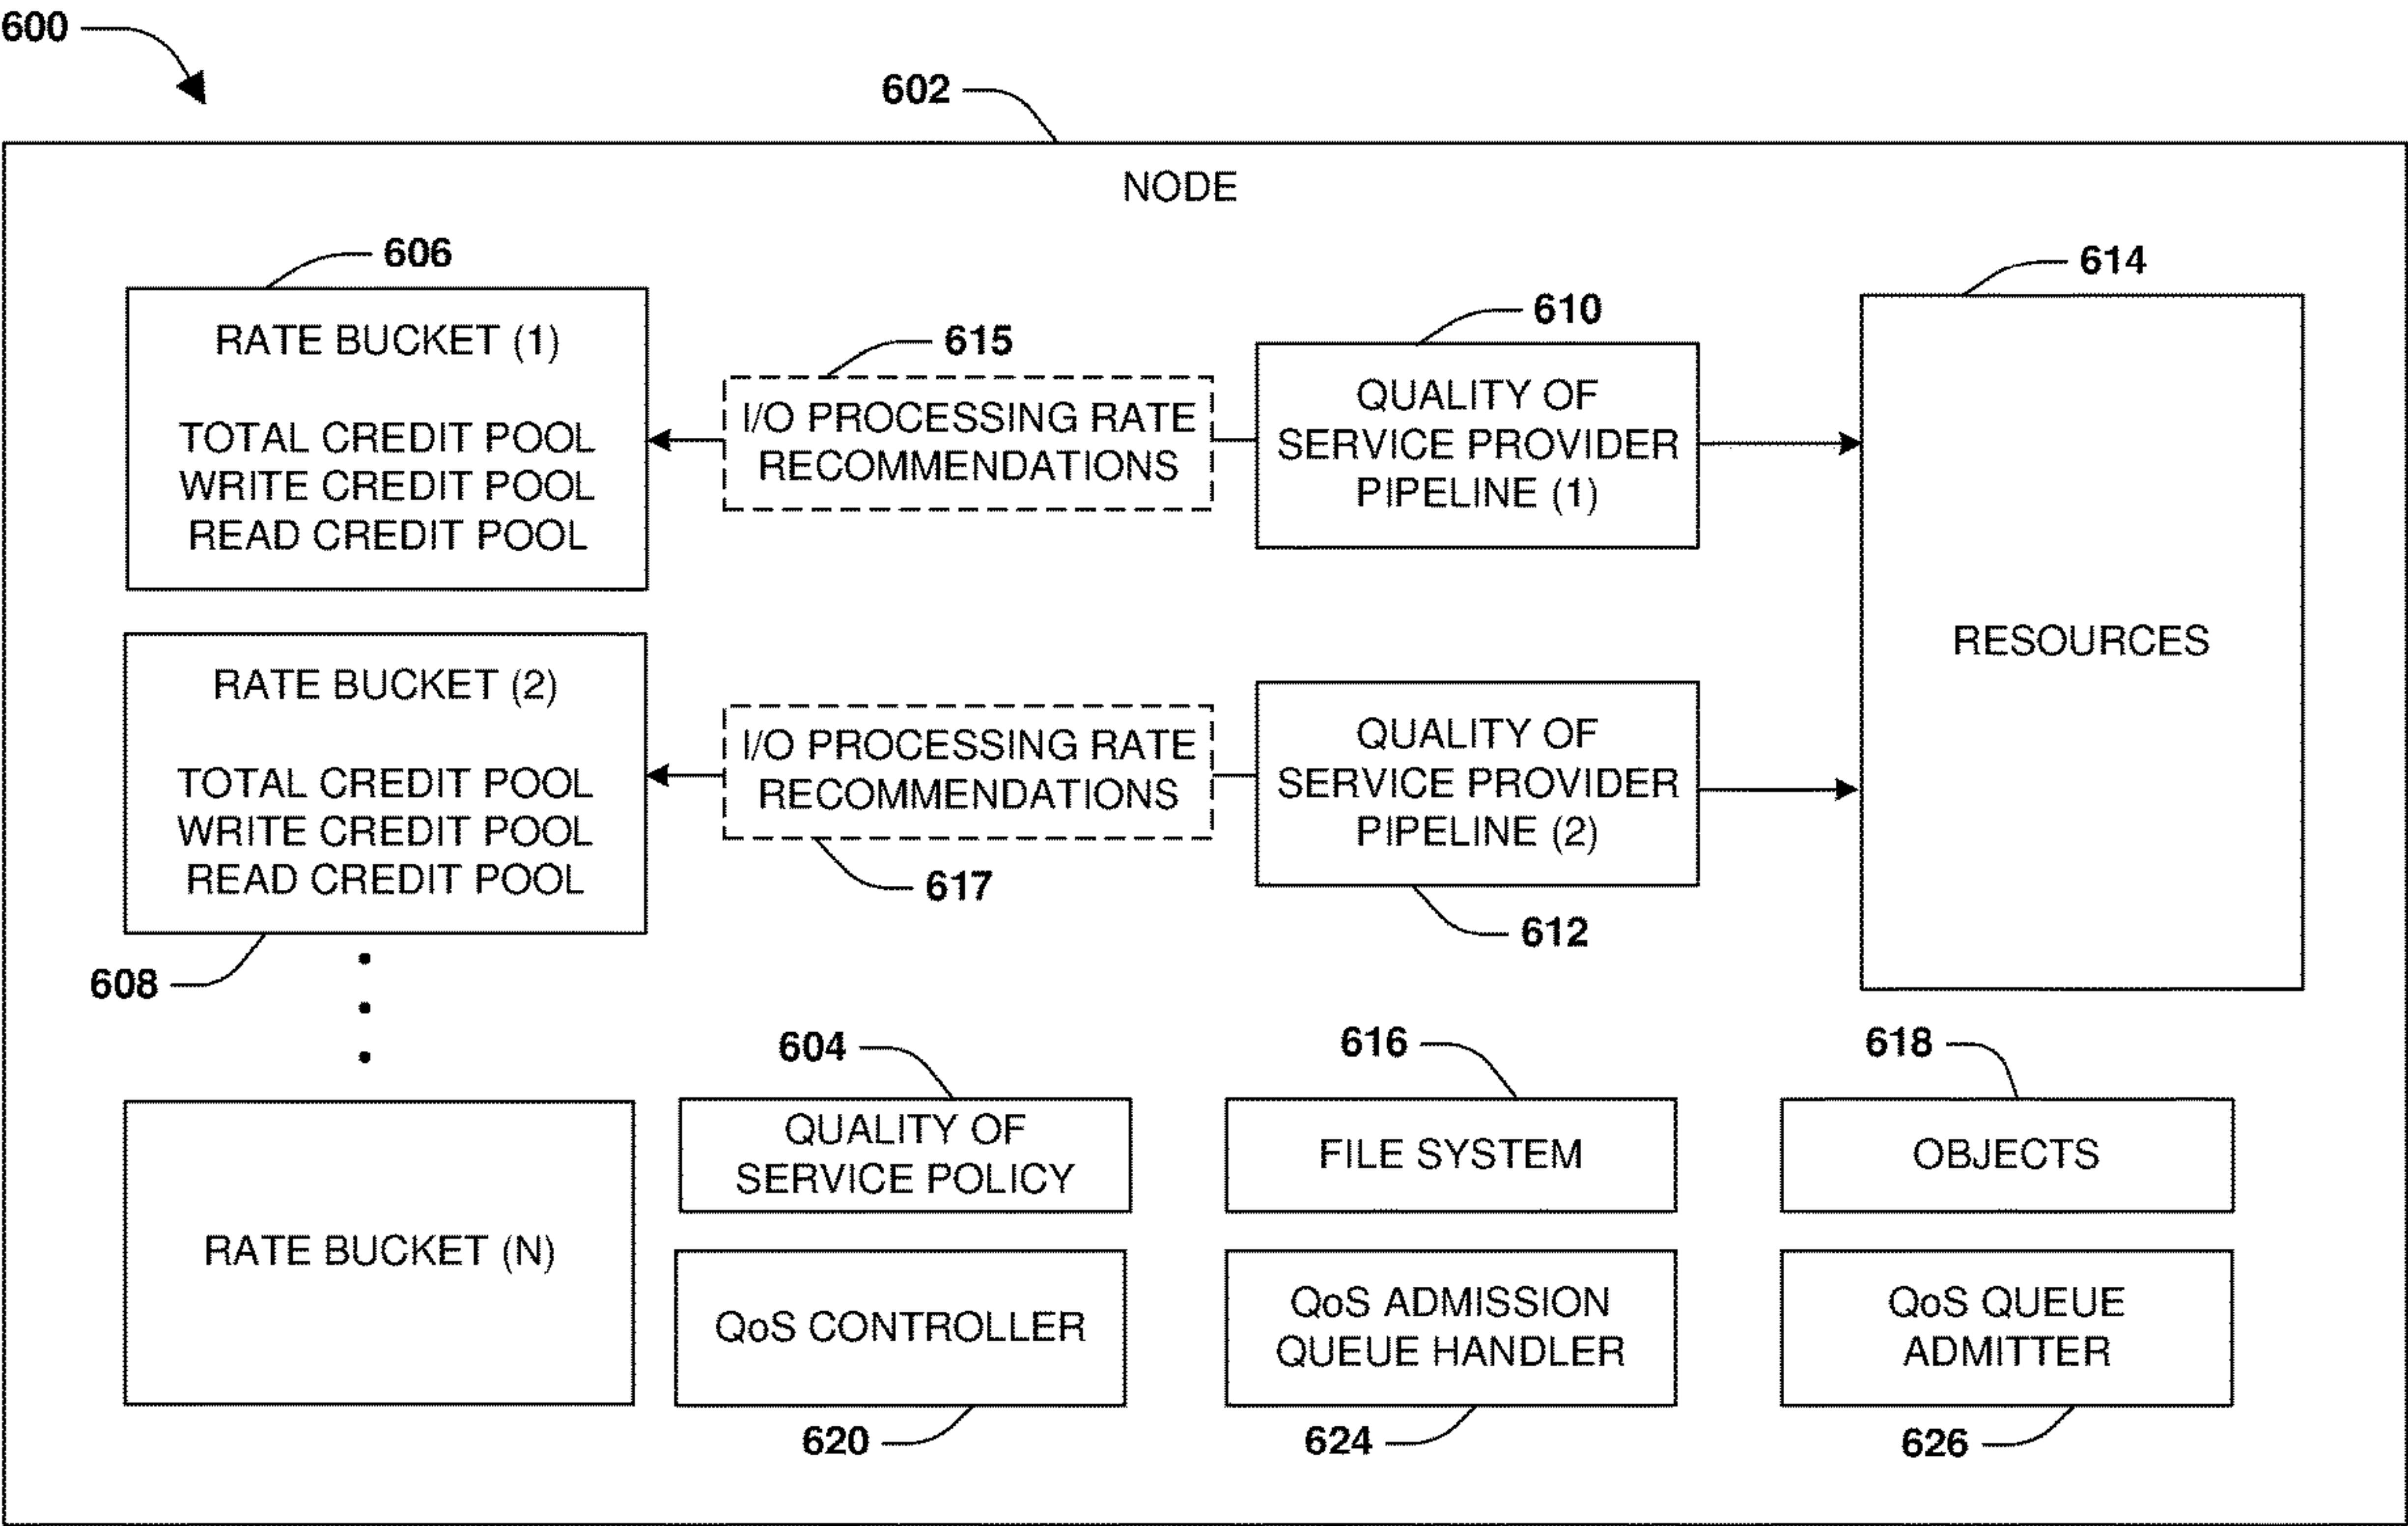 600
602
NODE
606
RATE BUCKET (1)
TOTAL CREDIT POOL
WRITE CREDIT POOL
READ CREDIT POOL
615
I/O PROCESSING RATE
RECOMMENDATIONS
610
QUALITY OF
SERVICE PROVIDER
PIPELINE (1)
614
RESOURCES
RATE BUCKET (2)
TOTAL CREDIT POOL
WRITE CREDIT POOL
READ CREDIT POOL
608
I/O PROCESSING RATE
RECOMMENDATIONS
617
QUALITY OF
SERVICE PROVIDER
PIPELINE (2)
612
RATE BUCKET (N)
604
QUALITY OF
SERVICE POLICY
616
FILE SYSTEM
618
OBJECTS
QoS CONTROLLER
620
QoS ADMISSION
QUEUE HANDLER
624
QoS QUEUE
ADMITTER
626